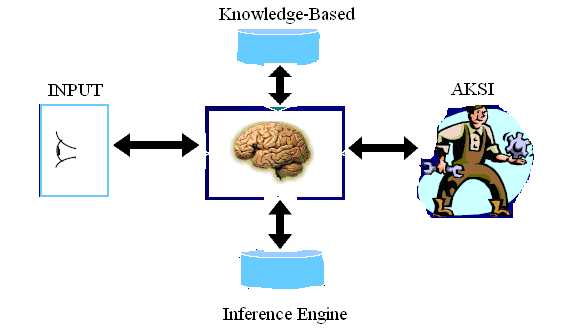 Knowledge-Based
INPUT
AKSI
Inference Engine